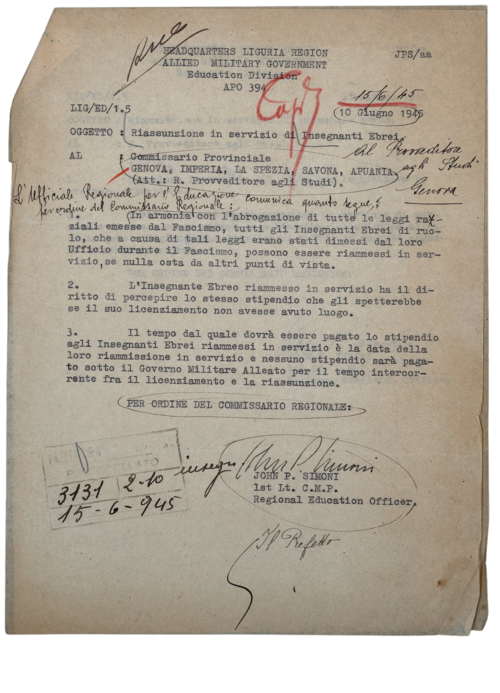 HEADQUARTERS LIGURIA REGION JPS/aa
ALLIED MILITARY GOVERNMENT
Education Division
APO 394
Copy
15/6/45
LIG/ED/1.5 10 Giugno 1945
OGGETTO : Riassunzione in servizio di Insegnanti Ebrei.
Al Provveditore
agli Studi
Genova
AL : Commissario Provinciale
GENOVA, IMPERIA, LA SPEZIA, SAVONA, APUANIA.
(Att.: R. Provveditore agli Studi).
L'Ufficiale Regionale per l'Educazione comunica quanto segue,
per ordine del Commissario Regionale :
1. In armonia con l'abrogazione di tutte le leggi raz-
ziali emesse dal Fascismo, tutti gli Insegnanti Ebrei di ruo-
lo, che a causa di tali leggi erano stati dimessi dal loro
Ufficio durante il Fascismo, possono essere riammessi in ser-
vizio, se nulla osta da altri punti di vista.
2. L'Insegnante Ebreo riammesso in servizio ha il di-
ritto di percepire lo stesso stipendio che gli spetterebbe
se il suo licenziamento non avesse avuto luogo.
3. Il tempo dal quale dovrà essere pagato lo stipendio
agli Insegnanti Ebrei riammessi in servizio è la data della
loro riammissione in servizio e nessuno stipendio sarà pa-
gato sotto il Governo Militare Alleato per il tempo intercor-
rente fra il licenziamento e la riassunzione.
PER ORDINE DEL COMMISSARIO REGIONALE:
John P. Simoni
JOHN P. SIMONI
1st Lt. C.M.P.
Regional Education Officer.
3131 2-10
15-6-945
Il Prefetto